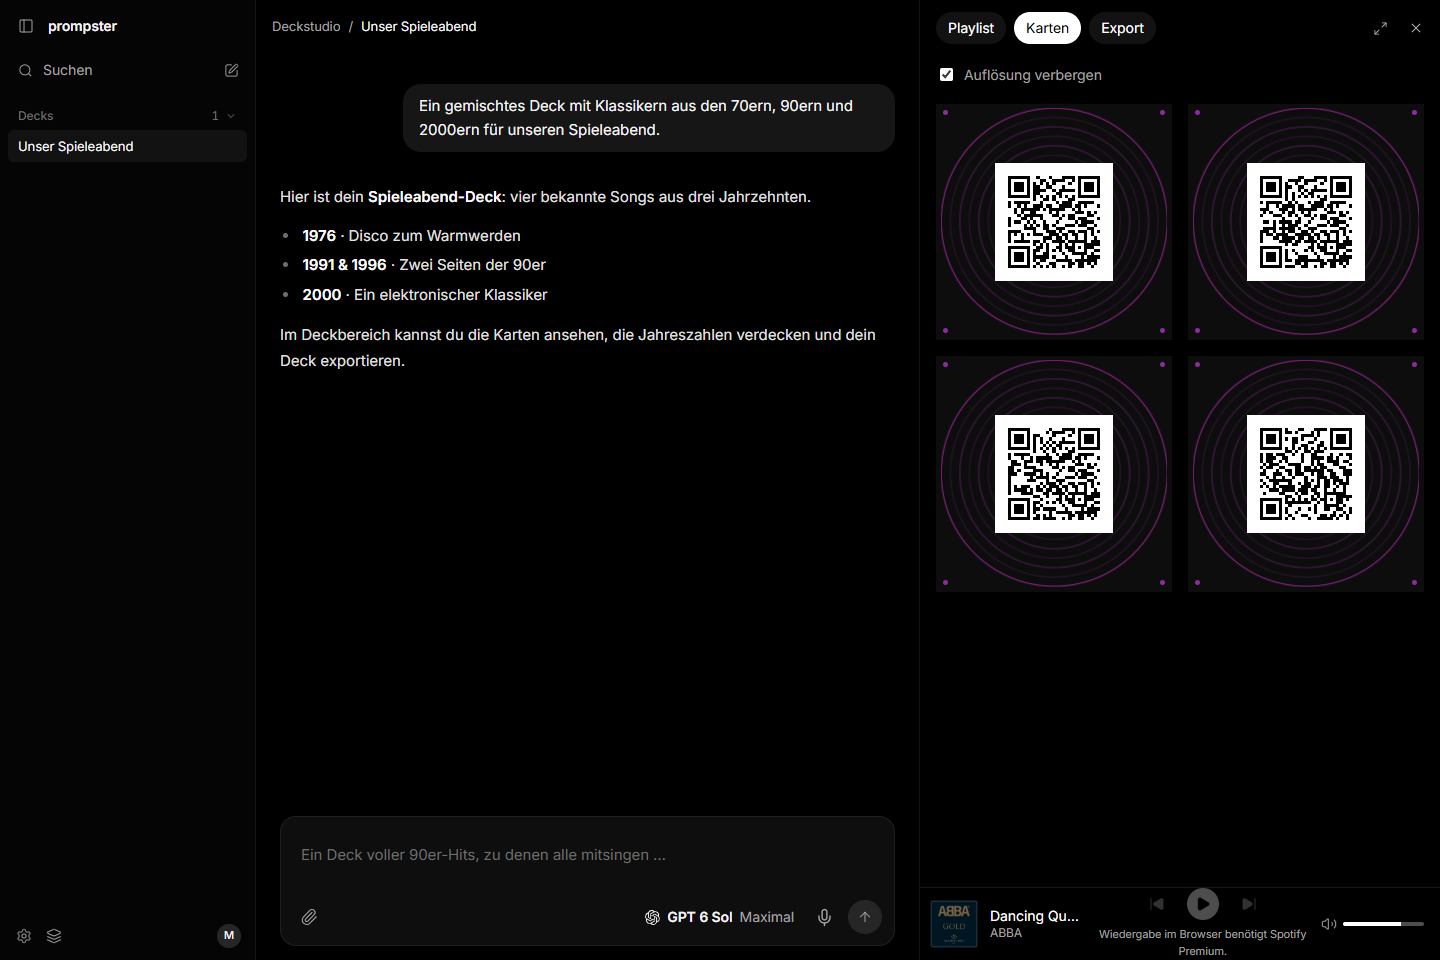 prompster
Suchen
Decks 1
Unser Spieleabend
M
Deckstudio / Unser Spieleabend
Ein gemischtes Deck mit Klassikern aus den 70ern, 90ern und
2000ern für unseren Spieleabend.
Hier ist dein Spieleabend-Deck: vier bekannte Songs aus drei Jahrzehnten.
• 1976 · Disco zum Warmwerden
• 1991 & 1996 · Zwei Seiten der 90er
• 2000 · Ein elektronischer Klassiker
Im Deckbereich kannst du die Karten ansehen, die Jahreszahlen verdecken und dein
Deck exportieren.
Ein Deck voller 90er-Hits, zu denen alle mitsingen ...
GPT 6 Sol Maximal
Playlist Karten Export
Auflösung verbergen
ABBA
GOLD
Dancing Qu...
ABBA
Wiedergabe im Browser benötigt Spotify
Premium.